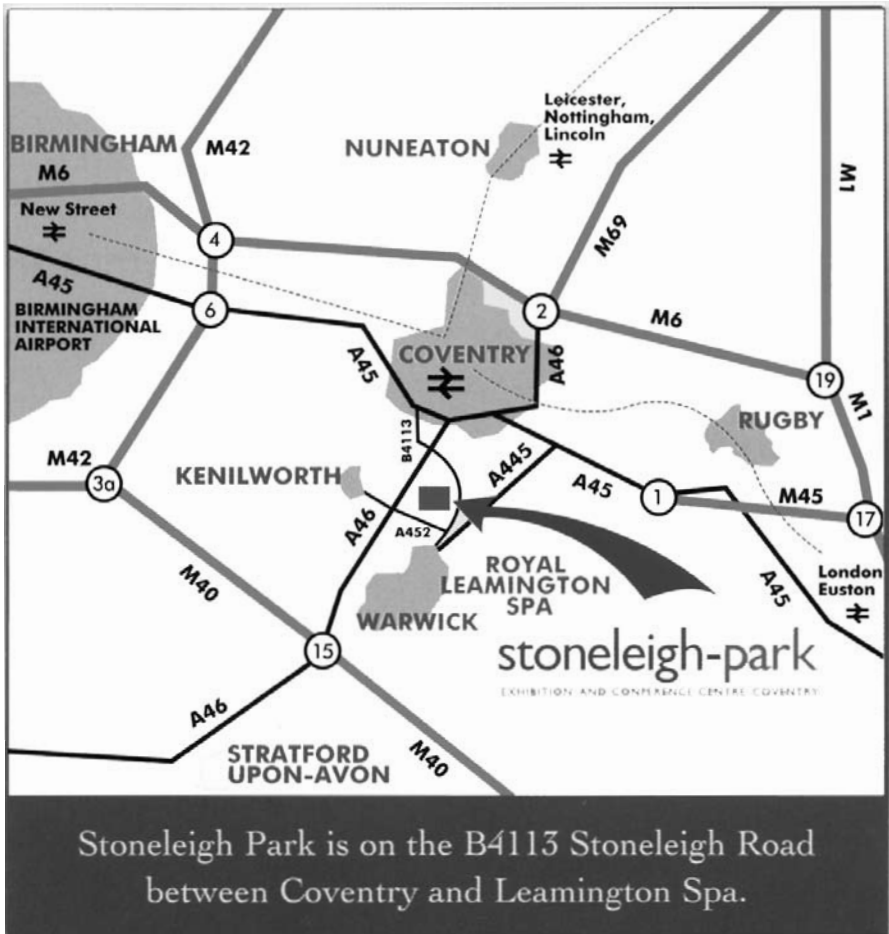 BIRMINGHAM
M6
New Street
M42
NUNEATON
Leicester,
Nottingham,
Lincoln
M1
M69
4
A45
BIRMINGHAM
INTERNATIONAL
AIRPORT
6
2
M6
A45
COVENTRY
A46
19
M1
B4113
RUGBY
M42
3a
KENILWORTH
A445
A45
1
M45
17
A46
A452
M40
ROYAL
LEAMINGTON
SPA
WARWICK
A45
London
Euston
15
stoneleigh-park
EXHIBITION AND CONFERENCE CENTRE COVENTRY
A46
STRATFORD
UPON-AVON
M40
Stoneleigh Park is on the B4113 Stoneleigh Road
between Coventry and Leamington Spa.